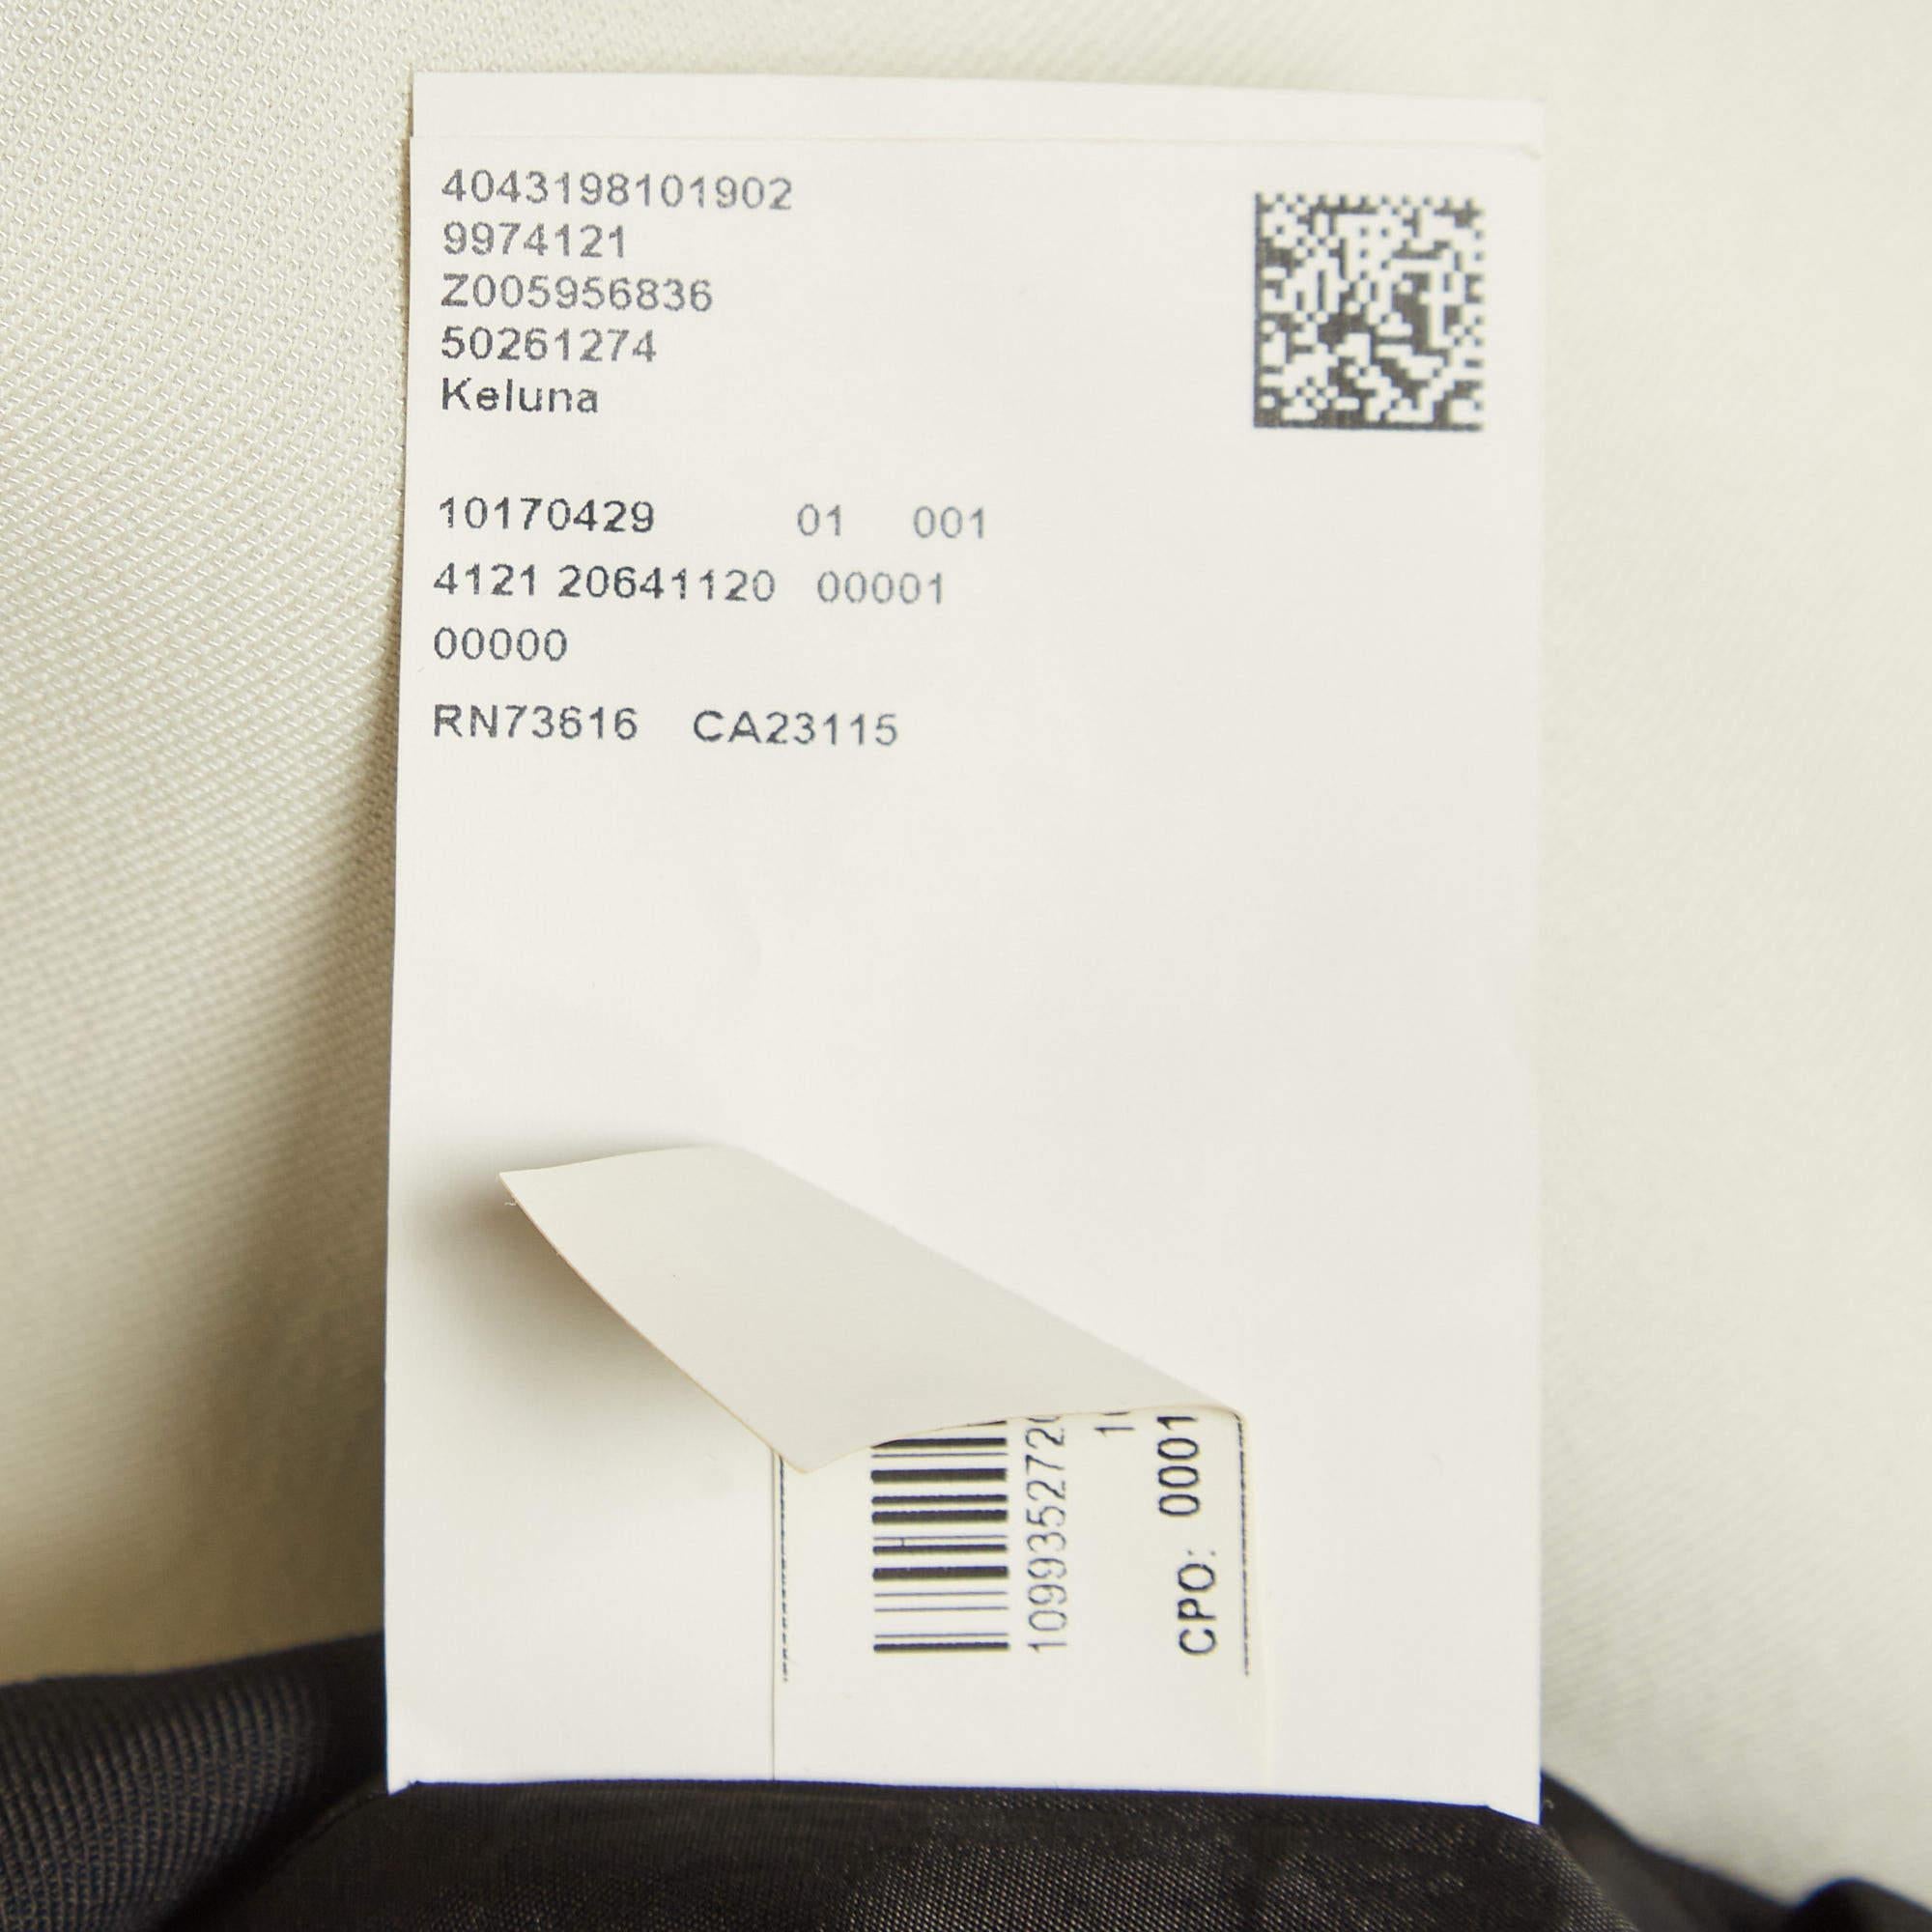 4043198101902
9974121
Z005956836
50261274
Keluna
10170429 01 001
4121 20641120 00001
00000
RN73616 CA23115
109935272
CPO: 0001